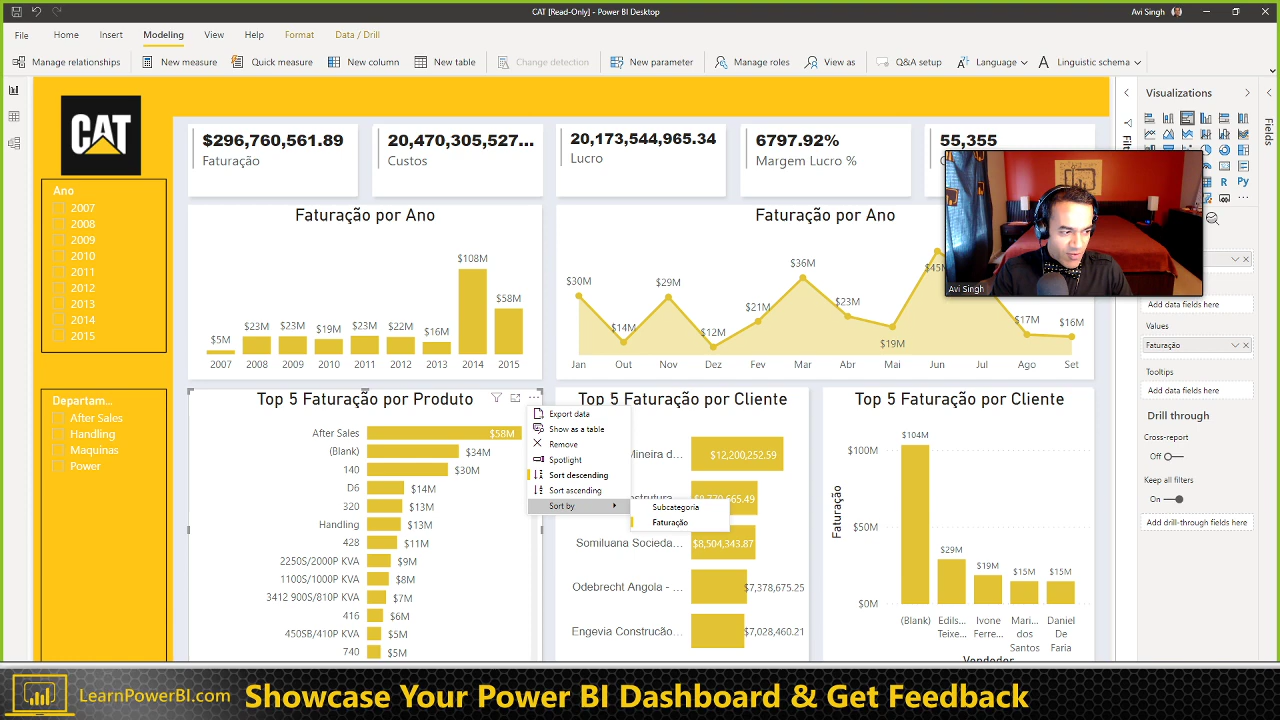 CAT [Read-Only] - Power BI Desktop
Avi Singh
File
Home
Insert
Modeling
View
Help
Format
Data / Drill
Manage relationships
New measure
Quick measure
New column
New table
Change detection
New parameter
Manage roles
View as
Q&A setup
Language
Linguistic schema
CAT
Ano
2007
2008
2009
2010
2011
2012
2013
2014
2015
Departam...
After Sales
Handling
Maquinas
Power
$296,760,561.89
Faturação
20,470,305,527...
Custos
20,173,544,965.34
Lucro
6797.92%
Margem Lucro %
55,355
Faturação por Ano
$5M
$23M
$23M
$19M
$23M
$22M
$16M
$108M
$58M
2007
2008
2009
2010
2011
2012
2013
2014
2015
Faturação por Ano
$30M
$14M
$29M
$12M
$21M
$36M
$23M
$19M
$45M
$17M
$16M
Jan
Out
Nov
Dez
Fev
Mar
Abr
Mai
Jun
Jul
Ago
Set
Top 5 Faturação por Produto
After Sales $58M
(Blank) $34M
140 $30M
D6 $14M
320 $13M
Handling $13M
428 $11M
2250S/2000P KVA $9M
1100S/1000P KVA $8M
3412 900S/810P KVA $7M
416 $6M
450SB/410P KVA $5M
740 $5M
Export data
Show as a table
Remove
Spotlight
Sort descending
Sort ascending
Sort by
Subcategoria
Faturação
Top 5 Faturação por Cliente
Mineira d... $12,200,252.59
Somiluana Socieda... $8,504,343.87
Odebrecht Angola - ... $7,378,675.25
Engevia Construcão... $7,028,460.21
Top 5 Faturação por Cliente
Faturação
$100M
$50M
$0M
$104M
$29M
$19M
$15M
$15M
(Blank)
Edils... Teixe...
Ivone Ferre...
Mari... dos Santos
Daniel De Faria
Vendedor
Visualizations
Fields
R
Py
Avi Singh
Add data fields here
Values
Faturação
Tooltips
Add data fields here
Drill through
Cross-report
Off
Keep all filters
On
Add drill-through fields here
LearnPowerBI.com
Showcase Your Power BI Dashboard & Get Feedback